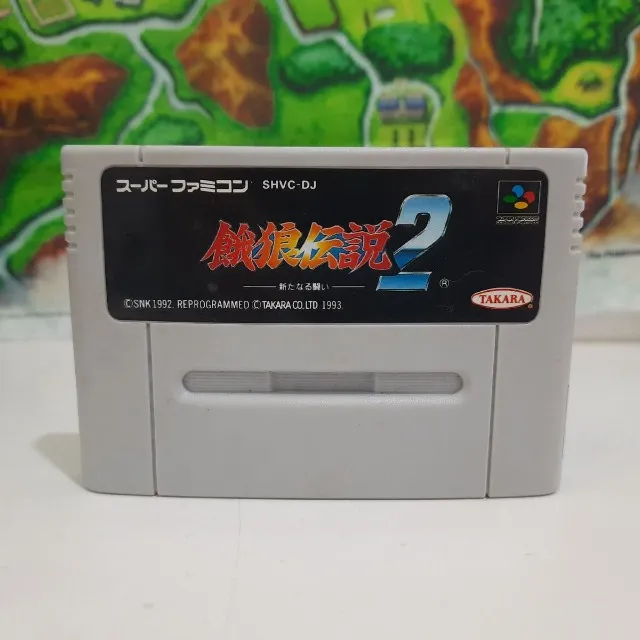 スーパーファミコン SHVC-DJ
餓狼伝説2
新たなる闘い
®
©SNK 1992. REPROGRAMMED ©TAKARA CO.LTD 1993.
TAKARA